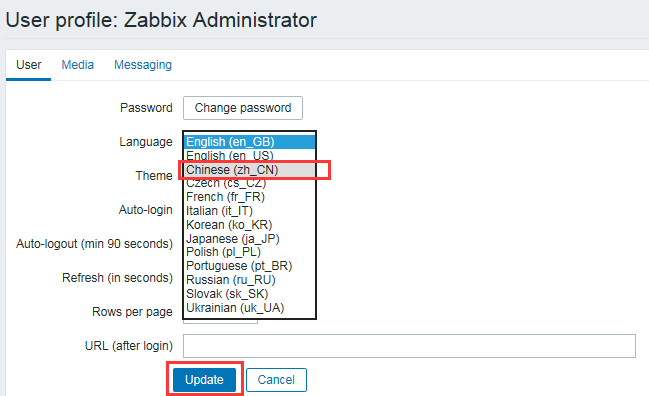 User profile: Zabbix Administrator
User Media Messaging
Password Change password
Language English (en_GB)
English (en_US)
Chinese (zh_CN)
Theme
Czech (cs_CZ)
French (fr_FR)
Auto-login Italian (it_IT)
Korean (ko_KR)
Auto-logout (min 90 seconds) Japanese (ja_JP)
Polish (pl_PL)
Portuguese (pt_BR)
Refresh (in seconds) Russian (ru_RU)
Slovak (sk_SK)
Rows per page Ukrainian (uk_UA)
URL (after login)
Update Cancel